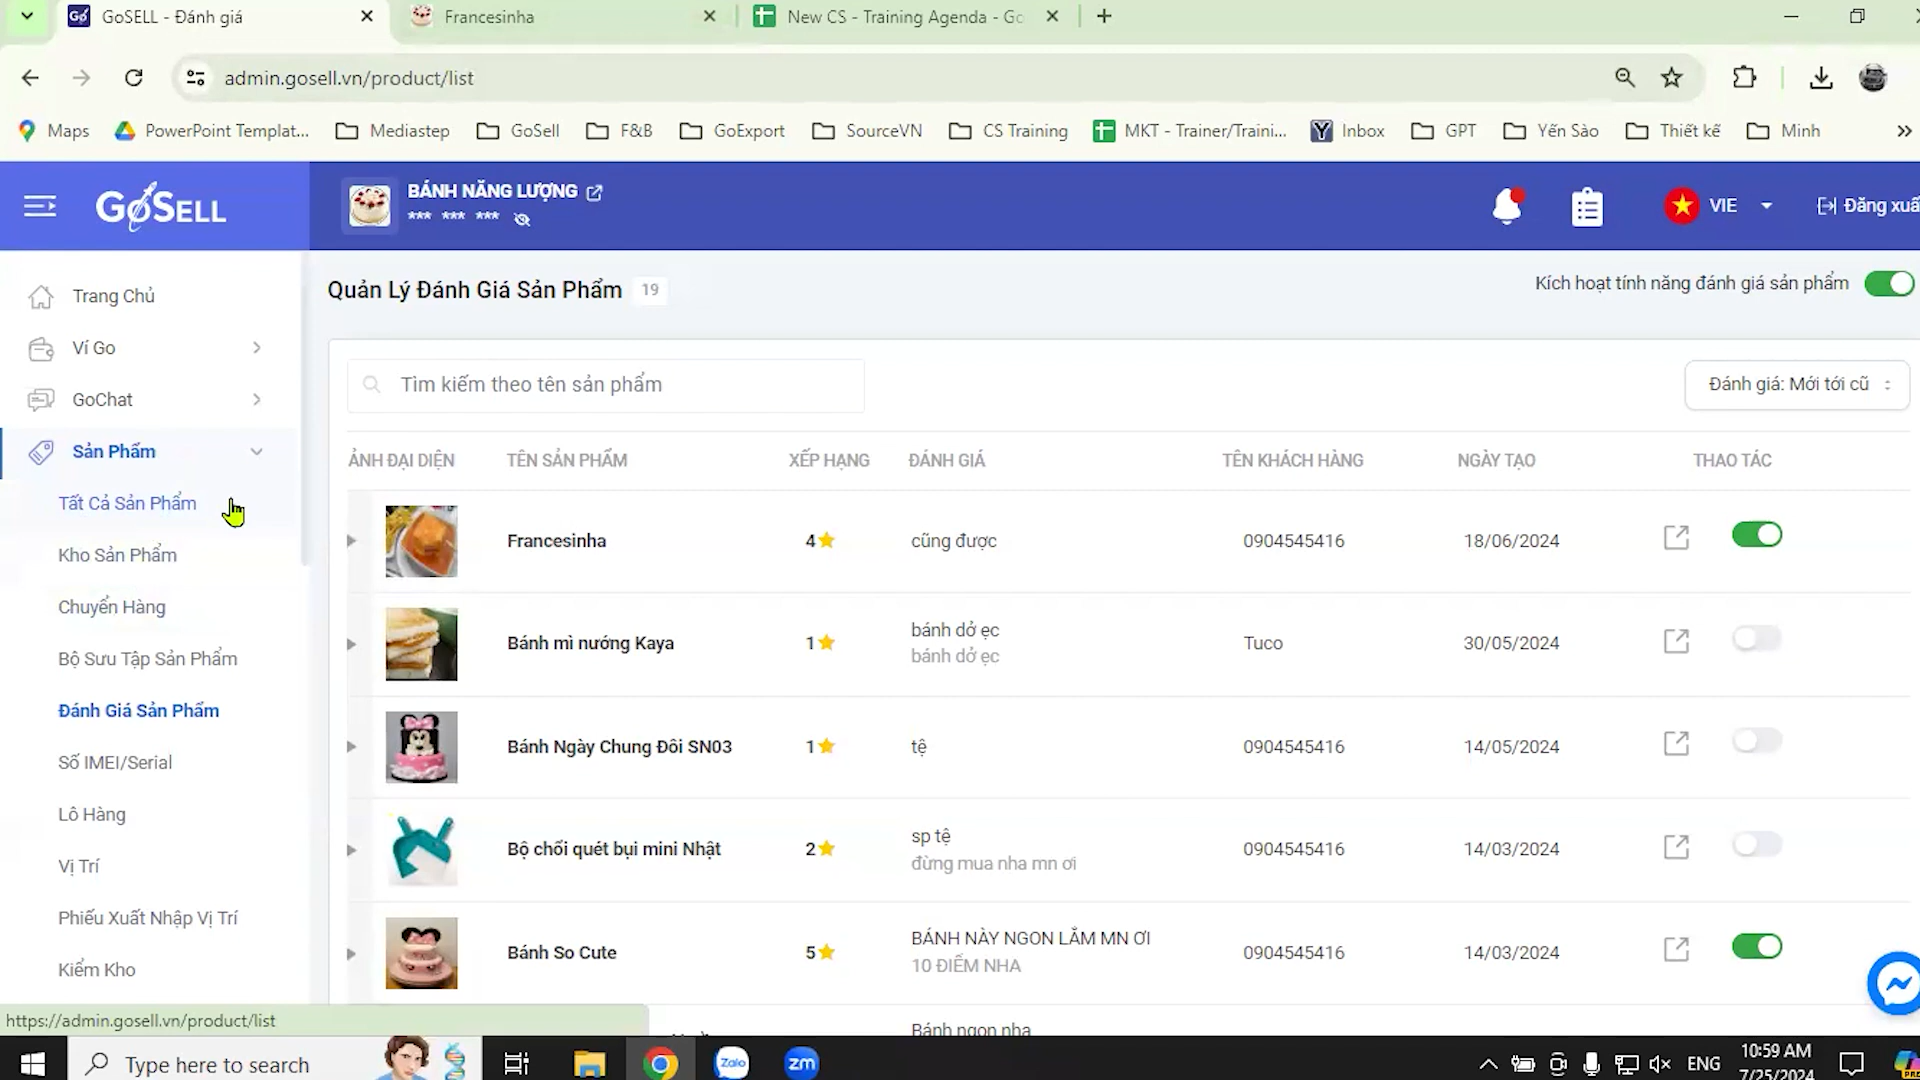 GoSELL - Đánh giá
Francesinha
New CS - Training Agenda - Go
admin.gosell.vn/product/list
Maps
PowerPoint Templat...
Mediastep
GoSell
F&B
GoExport
SourceVN
CS Training
MKT - Trainer/Traini...
Inbox
GPT
Yến Sào
Thiết kế
Minh
GoSELL
BÁNH NĂNG LƯỢNG
*** *** ***
VIE
Đăng xuấ
Trang Chủ
Ví Go
GoChat
Sản Phẩm
Tất Cả Sản Phẩm
Kho Sản Phẩm
Chuyển Hàng
Bộ Sưu Tập Sản Phẩm
Đánh Giá Sản Phẩm
Số IMEI/Serial
Lô Hàng
Vị Trí
Phiếu Xuất Nhập Vị Trí
Kiểm Kho
Quản Lý Đánh Giá Sản Phẩm 19
Kích hoạt tính năng đánh giá sản phẩm
Tìm kiếm theo tên sản phẩm
Đánh giá: Mới tới cũ
ẢNH ĐẠI DIỆN TÊN SẢN PHẨM XẾP HẠNG ĐÁNH GIÁ TÊN KHÁCH HÀNG NGÀY TẠO THAO TÁC
Francesinha 4 cũng được 0904545416 18/06/2024
Bánh mì nướng Kaya 1 bánh dở ẹc Tuco 30/05/2024
bánh dở ẹc
Bánh Ngày Chung Đôi SN03 1 tệ 0904545416 14/05/2024
Bộ chổi quét bụi mini Nhật 2 sp tệ 0904545416 14/03/2024
đừng mua nha mn ơi
Bánh So Cute 5 BÁNH NÀY NGON LẮM MN ƠI 0904545416 14/03/2024
10 ĐIỂM NHA
Bánh ngon nha
https://admin.gosell.vn/product/list
Type here to search
Zalo
zm
ENG
10:59 AM
7/25/2024
PRE